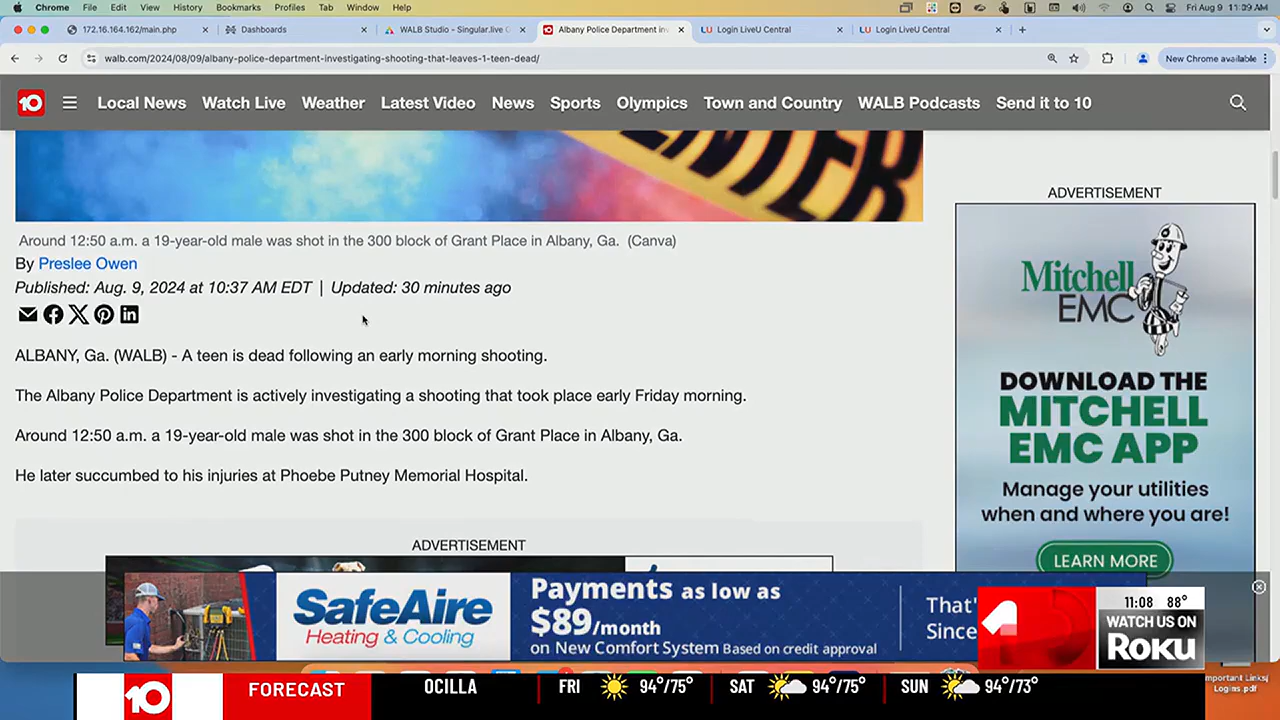 Chrome File Edit View History Bookmarks Profiles Tab Window Help
Fri Aug 9 11:09 AM
172.16.164.162/main.php
Dashboards
WALB Studio - Singular.live
Albany Police Department in
Login LiveU Central
Login LiveU Central
walb.com/2024/08/09/albany-police-department-investigating-shooting-that-leaves-1-teen-dead/
New Chrome available
10
Local News Watch Live Weather Latest Video News Sports Olympics Town and Country WALB Podcasts Send it to 10
ENTER
Around 12:50 a.m. a 19-year-old male was shot in the 300 block of Grant Place in Albany, Ga. (Canva)
By Preslee Owen
Published: Aug. 9, 2024 at 10:37 AM EDT | Updated: 30 minutes ago
ALBANY, Ga. (WALB) - A teen is dead following an early morning shooting.
The Albany Police Department is actively investigating a shooting that took place early Friday morning.
Around 12:50 a.m. a 19-year-old male was shot in the 300 block of Grant Place in Albany, Ga.
He later succumbed to his injuries at Phoebe Putney Memorial Hospital.
ADVERTISEMENT
ADVERTISEMENT
Mitchell
EMC
DOWNLOAD THE
MITCHELL
EMC APP
Manage your utilities
when and where you are!
LEARN MORE
SafeAire
Heating & Cooling
Payments as low as
$89/month
on New Comfort System Based on credit approval
That'
Since
1
11:08 88°
WATCH US ON
Roku
10
FORECAST
OCILLA
FRI 94°/75°
SAT 94°/75°
SUN 94°/73°
mportant Links/
Logins.pdf